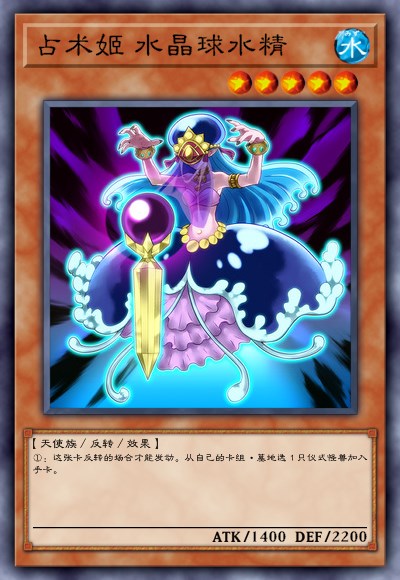 占术姬 水晶球水精
水
【天使族／反转／效果】
①：这张卡反转的场合才能发动。从自己的卡组·墓地选１只仪式怪兽加入
手卡。
ATK/1400 DEF/2200